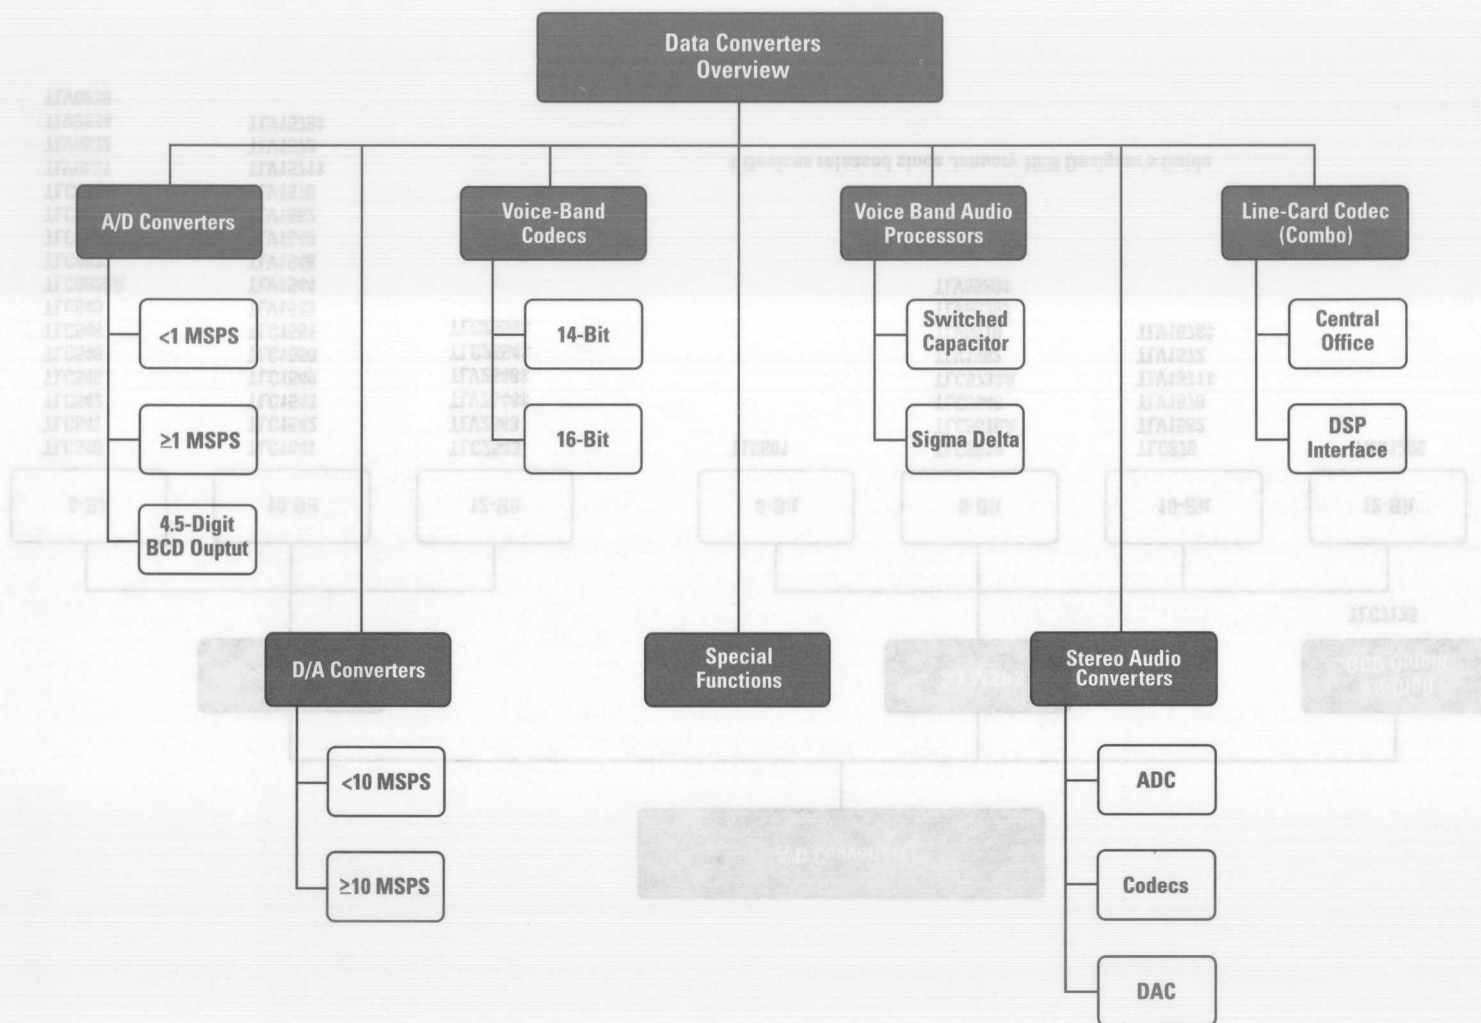 Data Converters
Overview
A/D Converters
<1 MSPS
≥1 MSPS
4.5-Digit
BCD Ouptut
Voice-Band
Codecs
14-Bit
16-Bit
Voice Band Audio
Processors
Switched
Capacitor
Sigma Delta
Line-Card Codec
(Combo)
Central
Office
DSP
Interface
D/A Converters
<10 MSPS
≥10 MSPS
Special
Functions
Stereo Audio
Converters
ADC
Codecs
DAC